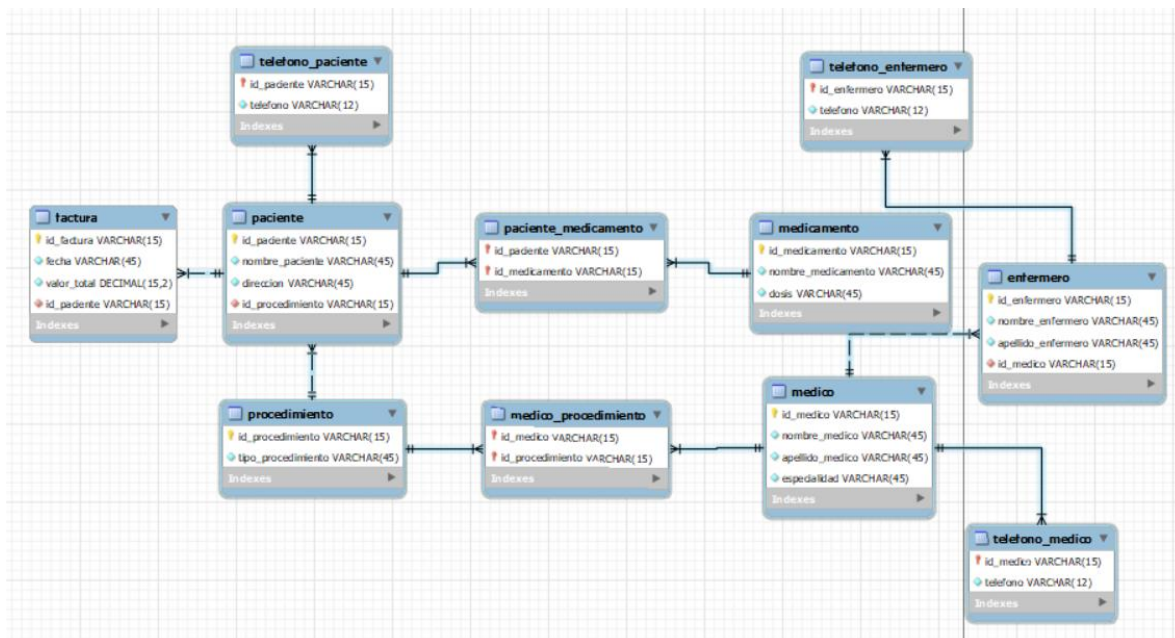 telefono_paciente
id_paciente VARCHAR(15)
telefono VARCHAR(12)
Indexes
telefono_enfermero
id_enfermero VARCHAR(15)
telefono VARCHAR(12)
Indexes
factura
id_factura VARCHAR(15)
fecha VARCHAR(45)
valor_total DECIMAL(15,2)
id_paciente VARCHAR(15)
Indexes
paciente
id_paciente VARCHAR(15)
nombre_paciente VARCHAR(45)
direccion VARCHAR(45)
id_procedimiento VARCHAR(15)
Indexes
paciente_medicamento
id_paciente VARCHAR(15)
id_medicamento VARCHAR(15)
Indexes
medicamento
id_medicamento VARCHAR(15)
nombre_medicamento VARCHAR(45)
dosis VARCHAR(45)
Indexes
enfermero
id_enfermero VARCHAR(15)
nombre_enfermero VARCHAR(45)
apellido_enfermero VARCHAR(45)
id_medico VARCHAR(15)
Indexes
procedimiento
id_procedimiento VARCHAR(15)
tipo_procedimiento VARCHAR(45)
Indexes
medico_procedimiento
id_medico VARCHAR(15)
id_procedimiento VARCHAR(15)
Indexes
medico
id_medico VARCHAR(15)
nombre_medico VARCHAR(45)
apellido_medico VARCHAR(45)
especialidad VARCHAR(45)
Indexes
telefono_medico
id_medico VARCHAR(15)
telefono VARCHAR(12)
Indexes